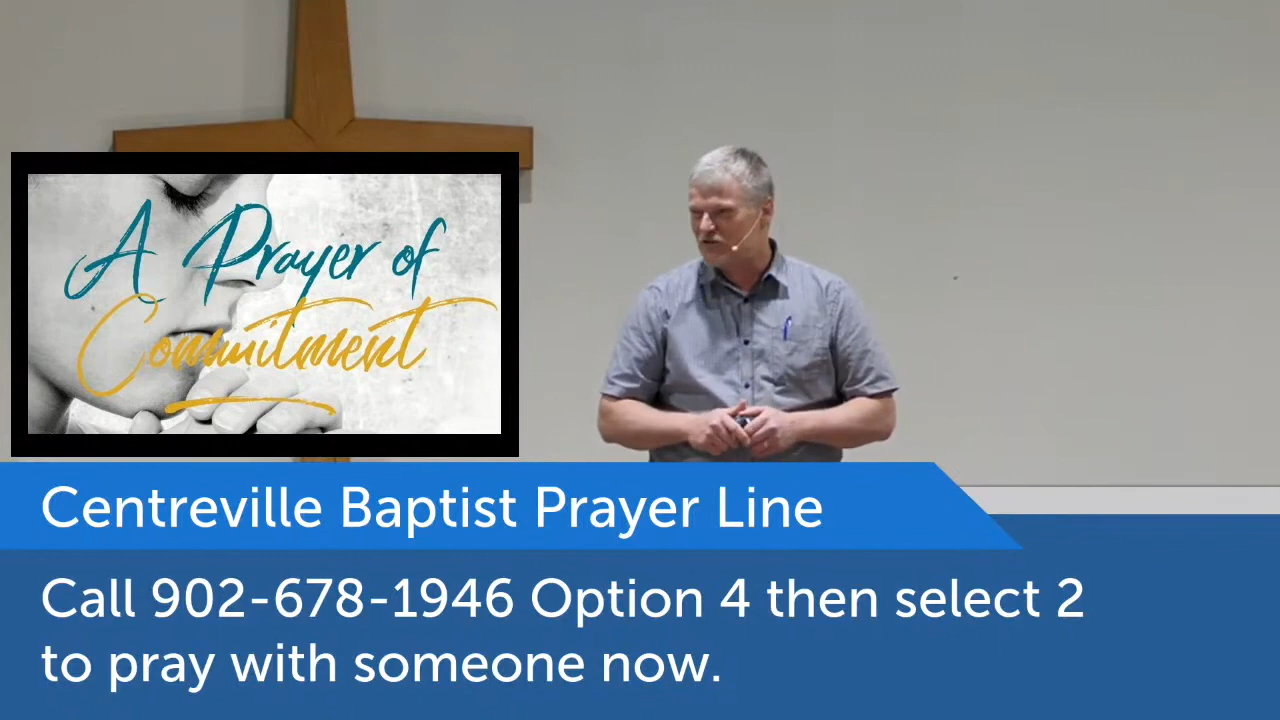 A Prayer of
Commitment
Centreville Baptist Prayer Line
Call 902-678-1946 Option 4 then select 2
to pray with someone now.